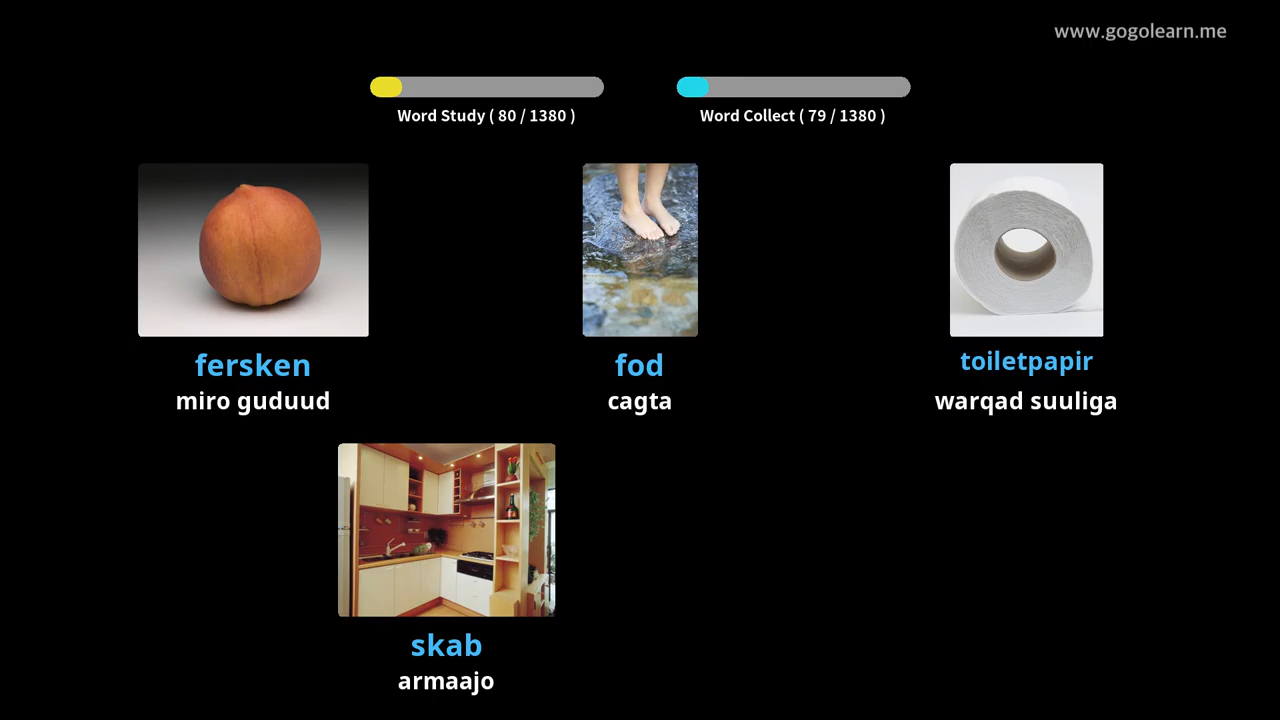 www.gogolearn.me
Word Study ( 80 / 1380 )
Word Collect ( 79 / 1380 )
fersken
miro guduud
fod
cagta
toiletpapir
warqad suuliga
skab
armaajo